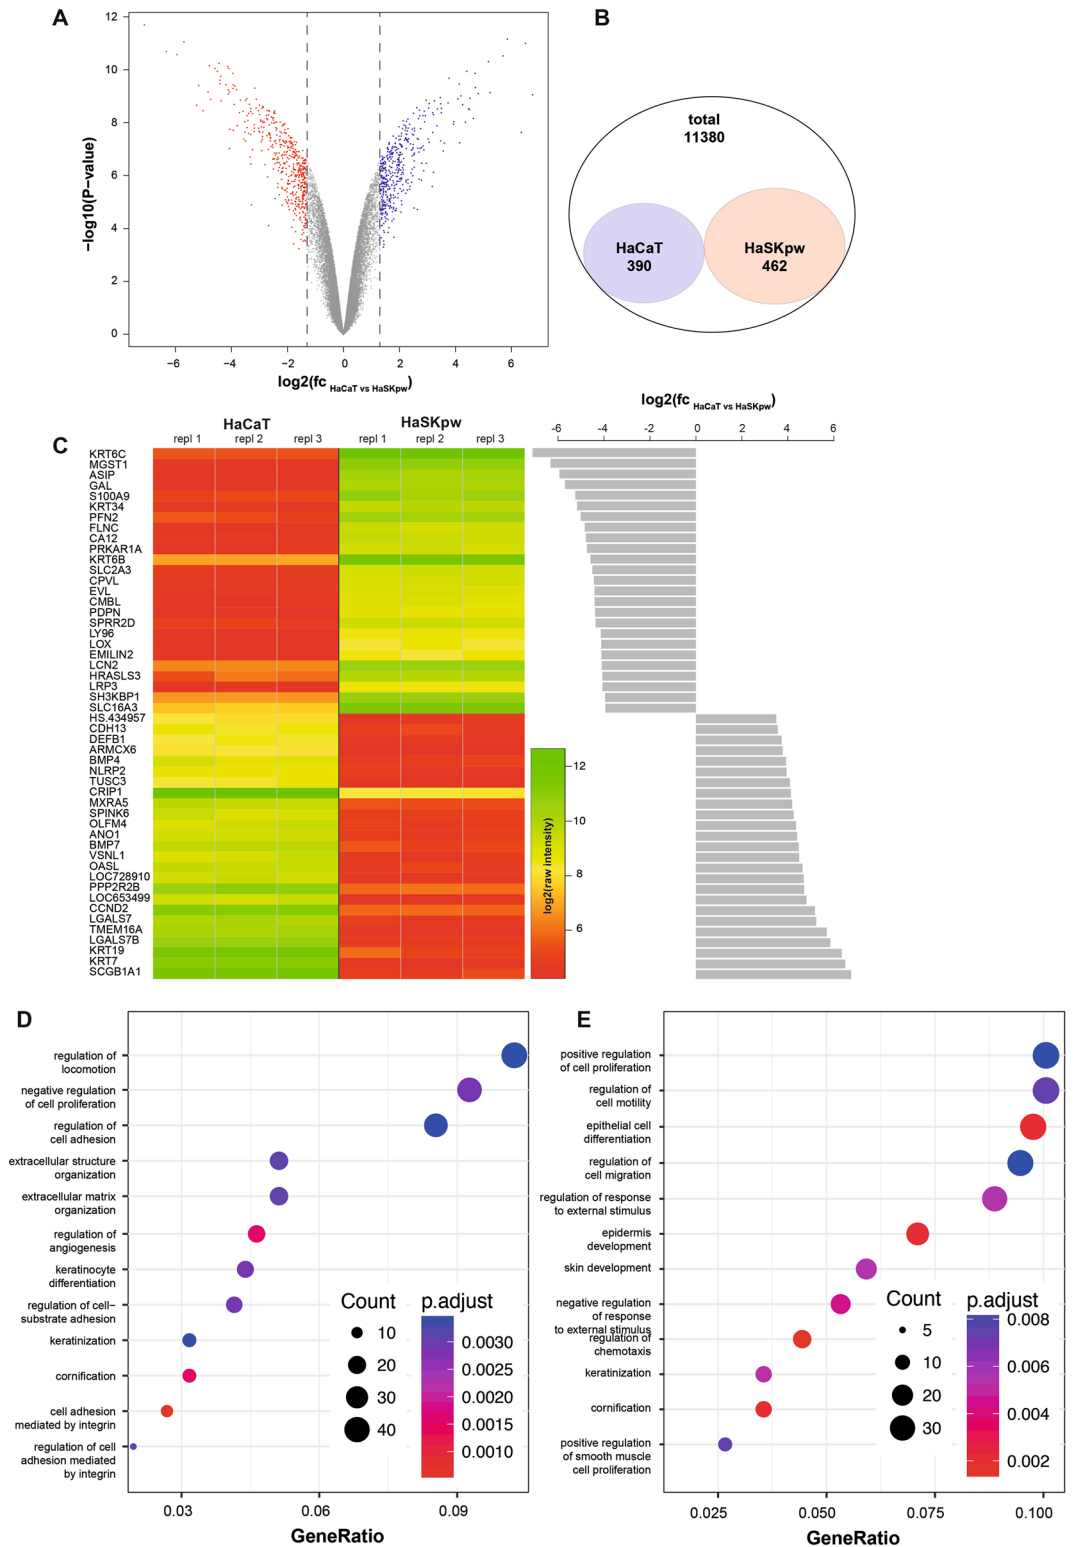 A
12
10
8
6
4
2
0
−log10(P−value)
−6
−4
−2
0
2
4
6
log2(fc HaCaT vs HaSKpw)
B
total
11380
HaCaT
390
HaSKpw
462
C
HaCaT
HaSKpw
repl 1
repl 2
repl 3
repl 1
repl 2
repl 3
log2(fc HaCaT vs HaSKpw)
-6
-4
-2
0
2
4
6
KRT6C
MGST1
ASIP
GAL
S100A9
KRT34
PFN2
FLNC
CA12
PRKAR1A
KRT6B
SLC2A3
CPVL
EVL
CMBL
PDPN
SPRR2D
LY96
LOX
EMILIN2
LCN2
HRASLS3
LRP3
SH3KBP1
SLC16A3
HS.434957
CDH13
DEFB1
ARMCX6
BMP4
NLRP2
TUSC3
CRIP1
MXRA5
SPINK6
OLFM4
ANO1
BMP7
VSNL1
OASL
LOC728910
PPP2R2B
LOC653499
CCND2
LGALS7
TMEM16A
LGALS7B
KRT19
KRT7
SCGB1A1
log2(raw intensity)
12
10
8
6
D
regulation of
locomotion
negative regulation
of cell proliferation
regulation of
cell adhesion
extracellular structure
organization
extracellular matrix
organization
regulation of
angiogenesis
keratinocyte
differentiation
regulation of cell−
substrate adhesion
keratinization
cornification
cell adhesion
mediated by integrin
regulation of cell
adhesion mediated
by integrin
Count
10
20
30
40
p.adjust
0.0030
0.0025
0.0020
0.0015
0.0010
0.03
0.06
0.09
GeneRatio
E
positive regulation
of cell proliferation
regulation of
cell motility
epithelial cell
differentiation
regulation of
cell migration
regulation of response
to external stimulus
epidermis
development
skin development
negative regulation
of response
to external stimulus
regulation of
chemotaxis
keratinization
cornification
positive regulation
of smooth muscle
cell proliferation
Count
5
10
20
30
p.adjust
0.008
0.006
0.004
0.002
0.025
0.050
0.075
0.100
GeneRatio